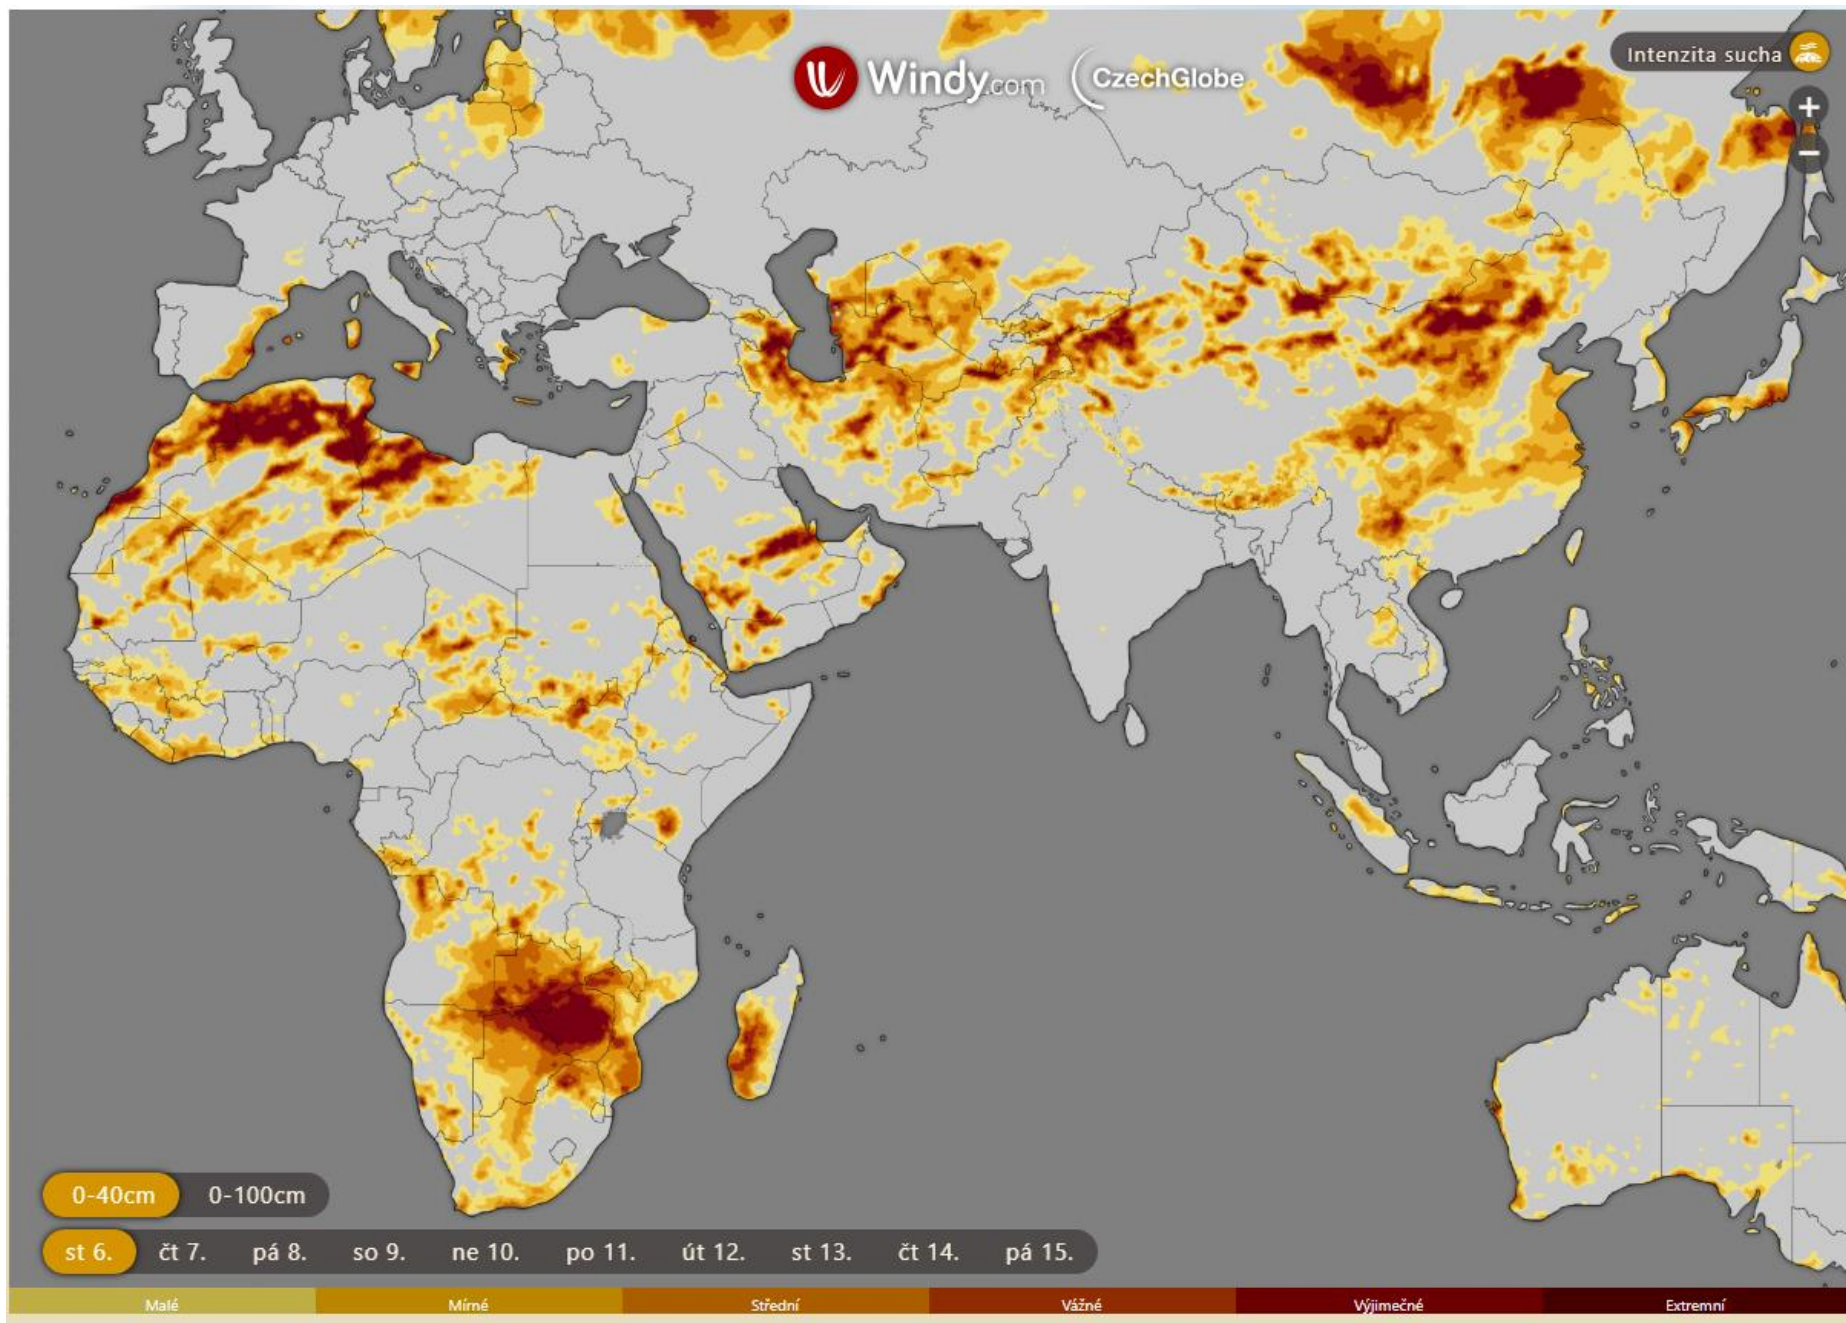 Windy.com
CzechGlobe
Intenzita sucha
+
−
0-40cm 0-100cm
st 6. čt 7. pá 8. so 9. ne 10. po 11. út 12. st 13. čt 14. pá 15.
Malé Mírné Střední Vážné Výjimečné Extremní